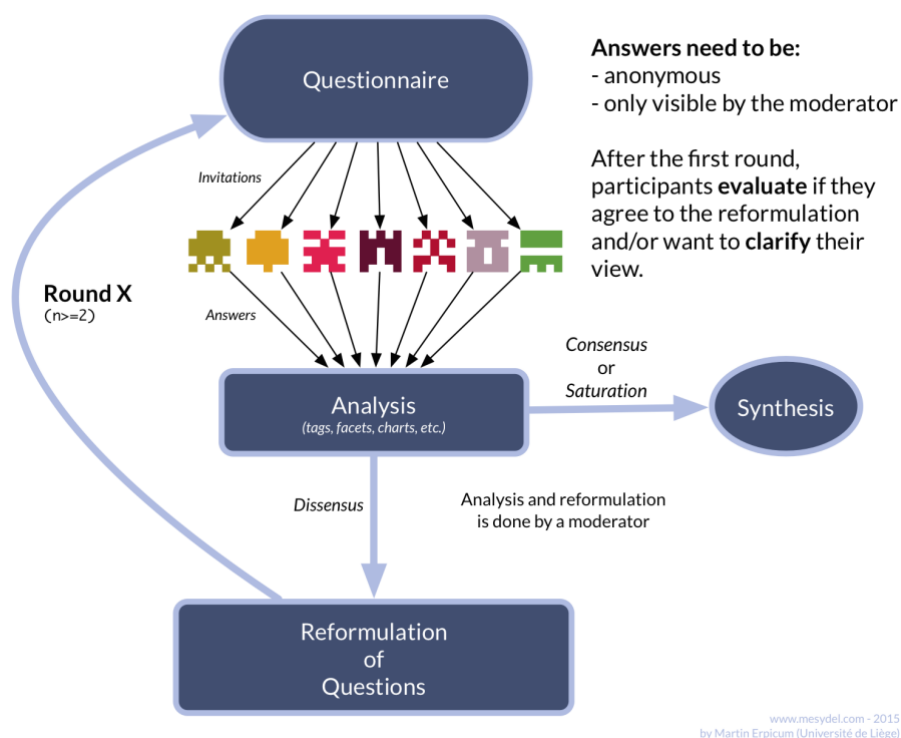 Questionnaire
Answers need to be:
- anonymous
- only visible by the moderator
After the first round,
participants evaluate if they
agree to the reformulation
and/or want to clarify their
view.
Invitations
Round X
(n>=2)
Answers
Consensus
or
Saturation
Analysis
(tags, facets, charts, etc.)
Synthesis
Dissensus
Analysis and reformulation
is done by a moderator
Reformulation
of
Questions
www.mesydel.com - 2015
by Martin Erpicum (Université de Liège)